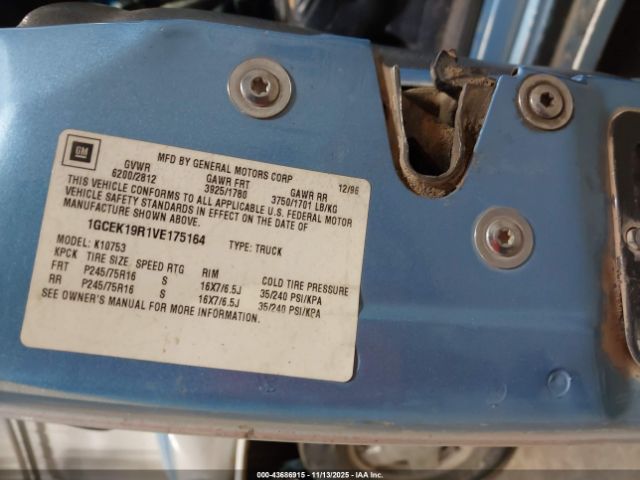 GM
MFD BY GENERAL MOTORS CORP 12/96
GVWR GAWR FRT GAWR RR
6200/2812 3925/1780 3750/1701 LB/KG
THIS VEHICLE CONFORMS TO ALL APPLICABLE U.S. FEDERAL MOTOR
VEHICLE SAFETY STANDARDS IN EFFECT ON THE DATE OF
MANUFACTURE SHOWN ABOVE.
1GCEK19R1VE175164 TYPE: TRUCK
MODEL: K10753
KPCK TIRE SIZE SPEED RTG RIM COLD TIRE PRESSURE
FRT P245/75R16 S 16X7/6.5J 35/240 PSI/KPA
RR P245/75R16 S 16X7/6.5J 35/240 PSI/KPA
SEE OWNER'S MANUAL FOR MORE INFORMATION.
000-43686915 - 11/13/2025 - IAAI.COM